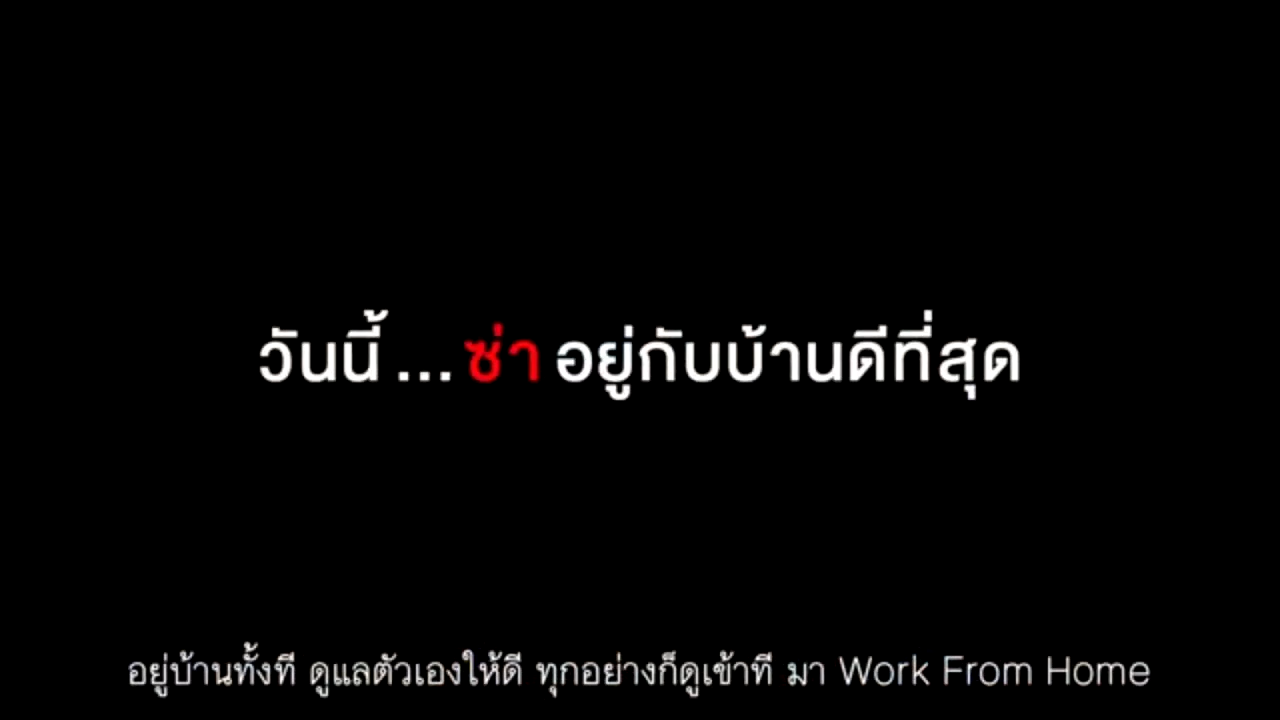 วันนี้ ... ซ่า อยู่กับบ้านดีที่สุด
อยู่บ้านทั้งที ดูแลตัวเองให้ดี ทุกอย่างก็ดูเข้าที มา Work From Home